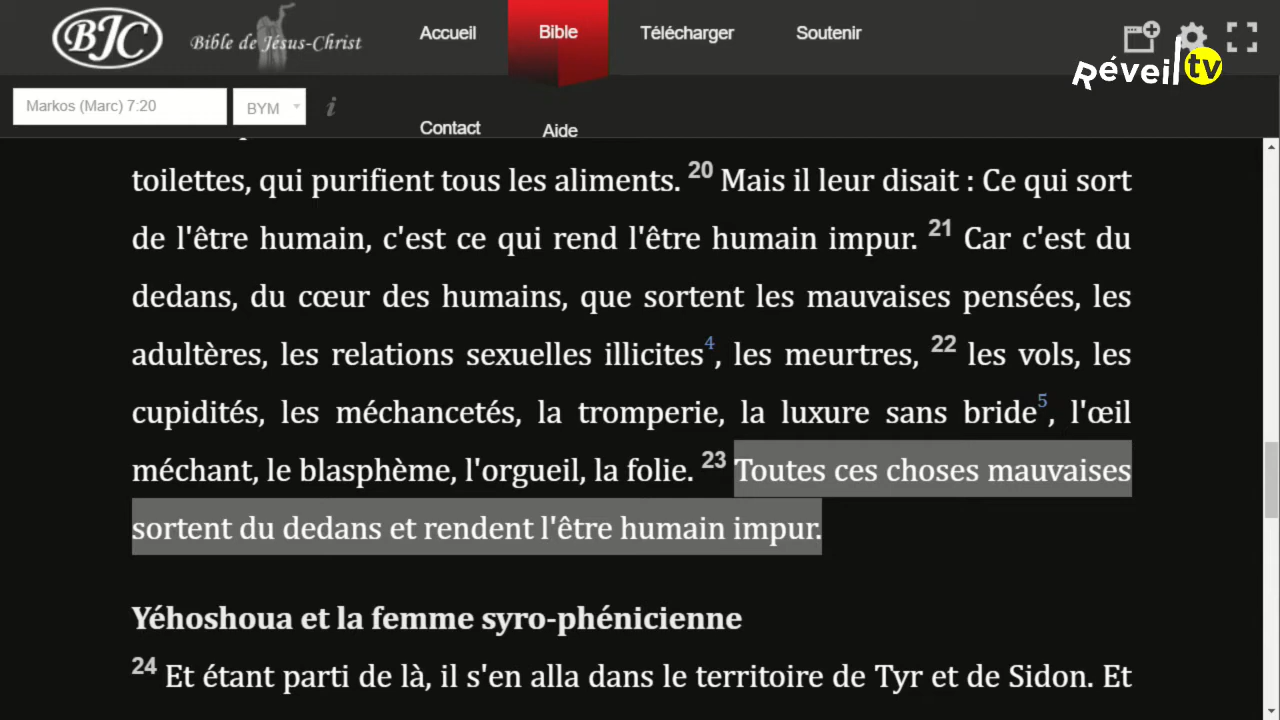 BJC Bible de Jésus-Christ Accueil Bible Télécharger Soutenir
Réveil tv
Markos (Marc) 7:20 BYM i
Contact Aide
toilettes, qui purifient tous les aliments. 20 Mais il leur disait : Ce qui sort
de l'être humain, c'est ce qui rend l'être humain impur. 21 Car c'est du
dedans, du cœur des humains, que sortent les mauvaises pensées, les
adultères, les relations sexuelles illicites4, les meurtres, 22 les vols, les
cupidités, les méchancetés, la tromperie, la luxure sans bride5, l'œil
méchant, le blasphème, l'orgueil, la folie. 23 Toutes ces choses mauvaises
sortent du dedans et rendent l'être humain impur.
Yéhoshoua et la femme syro-phénicienne
24 Et étant parti de là, il s'en alla dans le territoire de Tyr et de Sidon. Et